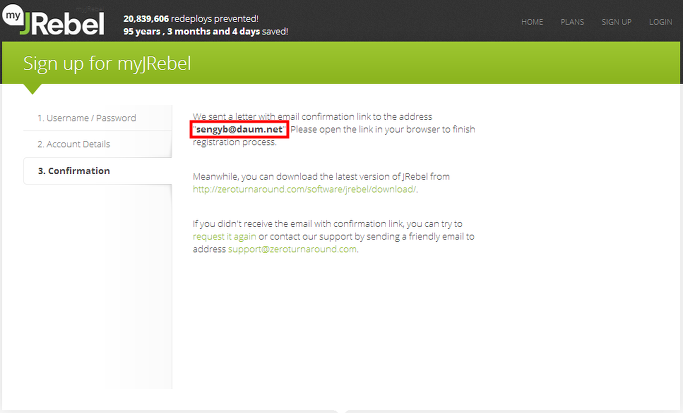 my JRebel
20,839,606 redeploys prevented!
95 years , 3 months and 4 days saved!
HOME PLANS SIGN UP LOGIN
Sign up for myJRebel
1. Username / Password
2. Account Details
3. Confirmation
We sent a letter with email confirmation link to the address
"sengyb@daum.net" Please open the link in your browser to finish
registration process.
Meanwhile, you can download the latest version of JRebel from
http://zeroturnaround.com/software/jrebel/download/.
If you didn't receive the email with confirmation link, you can try to
request it again or contact our support by sending a friendly email to
address support@zeroturnaround.com.